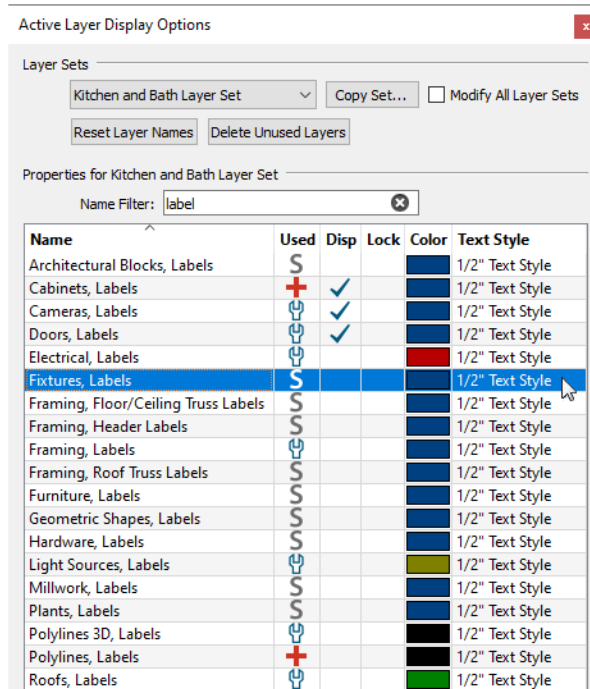 Active Layer Display Options
x
Layer Sets
Kitchen and Bath Layer Set Copy Set... Modify All Layer Sets
Reset Layer Names Delete Unused Layers
Properties for Kitchen and Bath Layer Set
Name Filter: label
Name Used Disp Lock Color Text Style
Architectural Blocks, Labels S 1/2" Text Style
Cabinets, Labels 1/2" Text Style
Cameras, Labels 1/2" Text Style
Doors, Labels 1/2" Text Style
Electrical, Labels 1/2" Text Style
Fixtures, Labels S 1/2" Text Style
Framing, Floor/Ceiling Truss Labels S 1/2" Text Style
Framing, Header Labels S 1/2" Text Style
Framing, Labels 1/2" Text Style
Framing, Roof Truss Labels S 1/2" Text Style
Furniture, Labels S 1/2" Text Style
Geometric Shapes, Labels S 1/2" Text Style
Hardware, Labels S 1/2" Text Style
Light Sources, Labels 1/2" Text Style
Millwork, Labels S 1/2" Text Style
Plants, Labels S 1/2" Text Style
Polylines 3D, Labels 1/2" Text Style
Polylines, Labels 1/2" Text Style
Roofs, Labels 1/2" Text Style